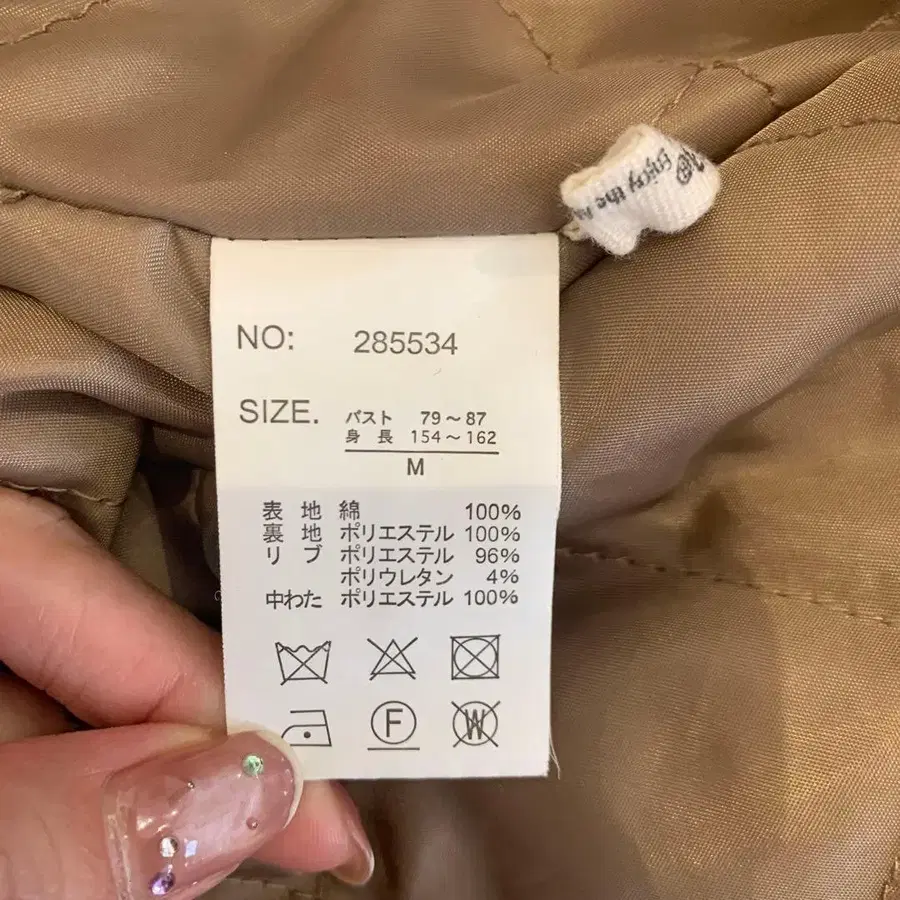 Enjoy the
NO: 285534
SIZE. バスト 79～87
身長 154～162
M
表地 綿 100%
裏地 ポリエステル 100%
リブ ポリエステル 96%
ポリウレタン 4%
中わた ポリエステル 100%
F W